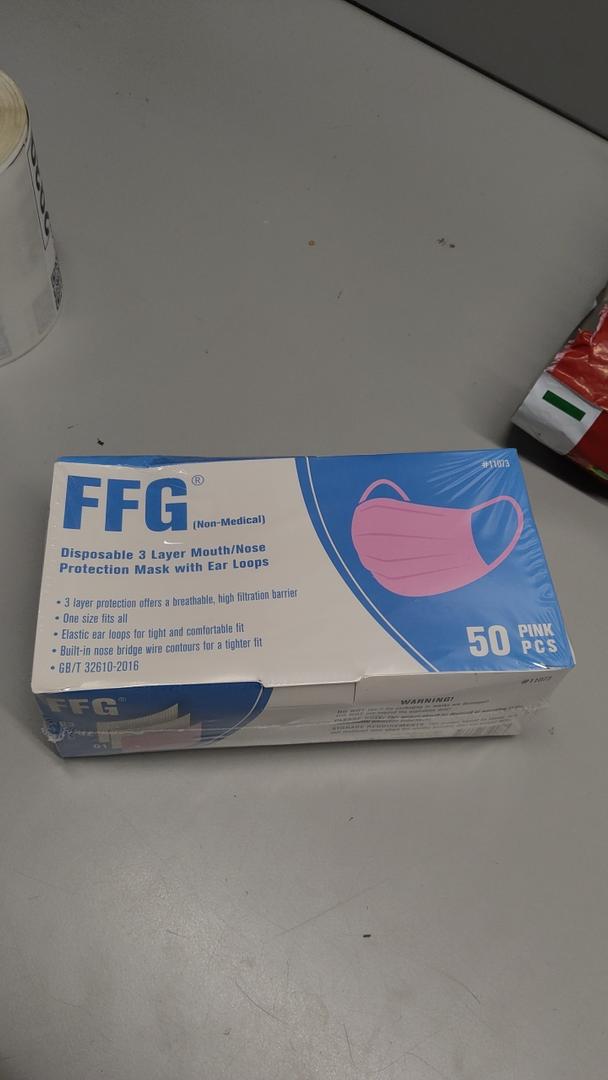 FFG®
(Non-Medical)
Disposable 3 Layer Mouth/Nose
Protection Mask with Ear Loops
• 3 layer protection offers a breathable, high filtration barrier
• One size fits all
• Elastic ear loops for tight and comfortable fit
• Built-in nose bridge wire contours for a tighter fit
• GB/T 32610-2016
#11073
50 PINK
PCS
FFG®
01
#11073
WARNING!